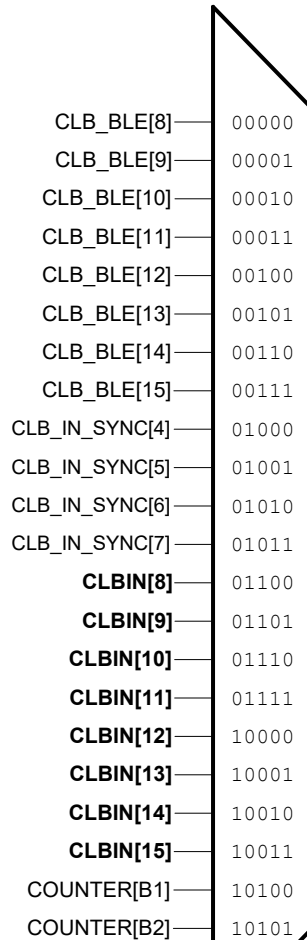 CLB_BLE[8] 00000
CLB_BLE[9] 00001
CLB_BLE[10] 00010
CLB_BLE[11] 00011
CLB_BLE[12] 00100
CLB_BLE[13] 00101
CLB_BLE[14] 00110
CLB_BLE[15] 00111
CLB_IN_SYNC[4] 01000
CLB_IN_SYNC[5] 01001
CLB_IN_SYNC[6] 01010
CLB_IN_SYNC[7] 01011
CLBIN[8] 01100
CLBIN[9] 01101
CLBIN[10] 01110
CLBIN[11] 01111
CLBIN[12] 10000
CLBIN[13] 10001
CLBIN[14] 10010
CLBIN[15] 10011
COUNTER[B1] 10100
COUNTER[B2] 10101